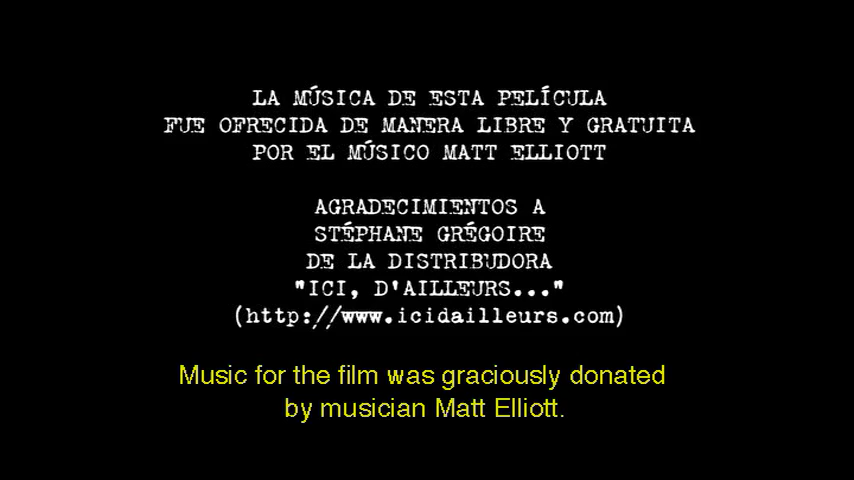 LA MÚSICA DE ESTA PELÍCULA
FUE OFRECIDA DE MANERA LIBRE Y GRATUITA
POR EL MÚSICO MATT ELLIOTT
AGRADECIMIENTOS A
STÉPHANE GRÉGOIRE
DE LA DISTRIBUDORA
"ICI, D'AILLEURS..."
(http://www.icidailleurs.com)
Music for the film was graciously donated
by musician Matt Elliott.